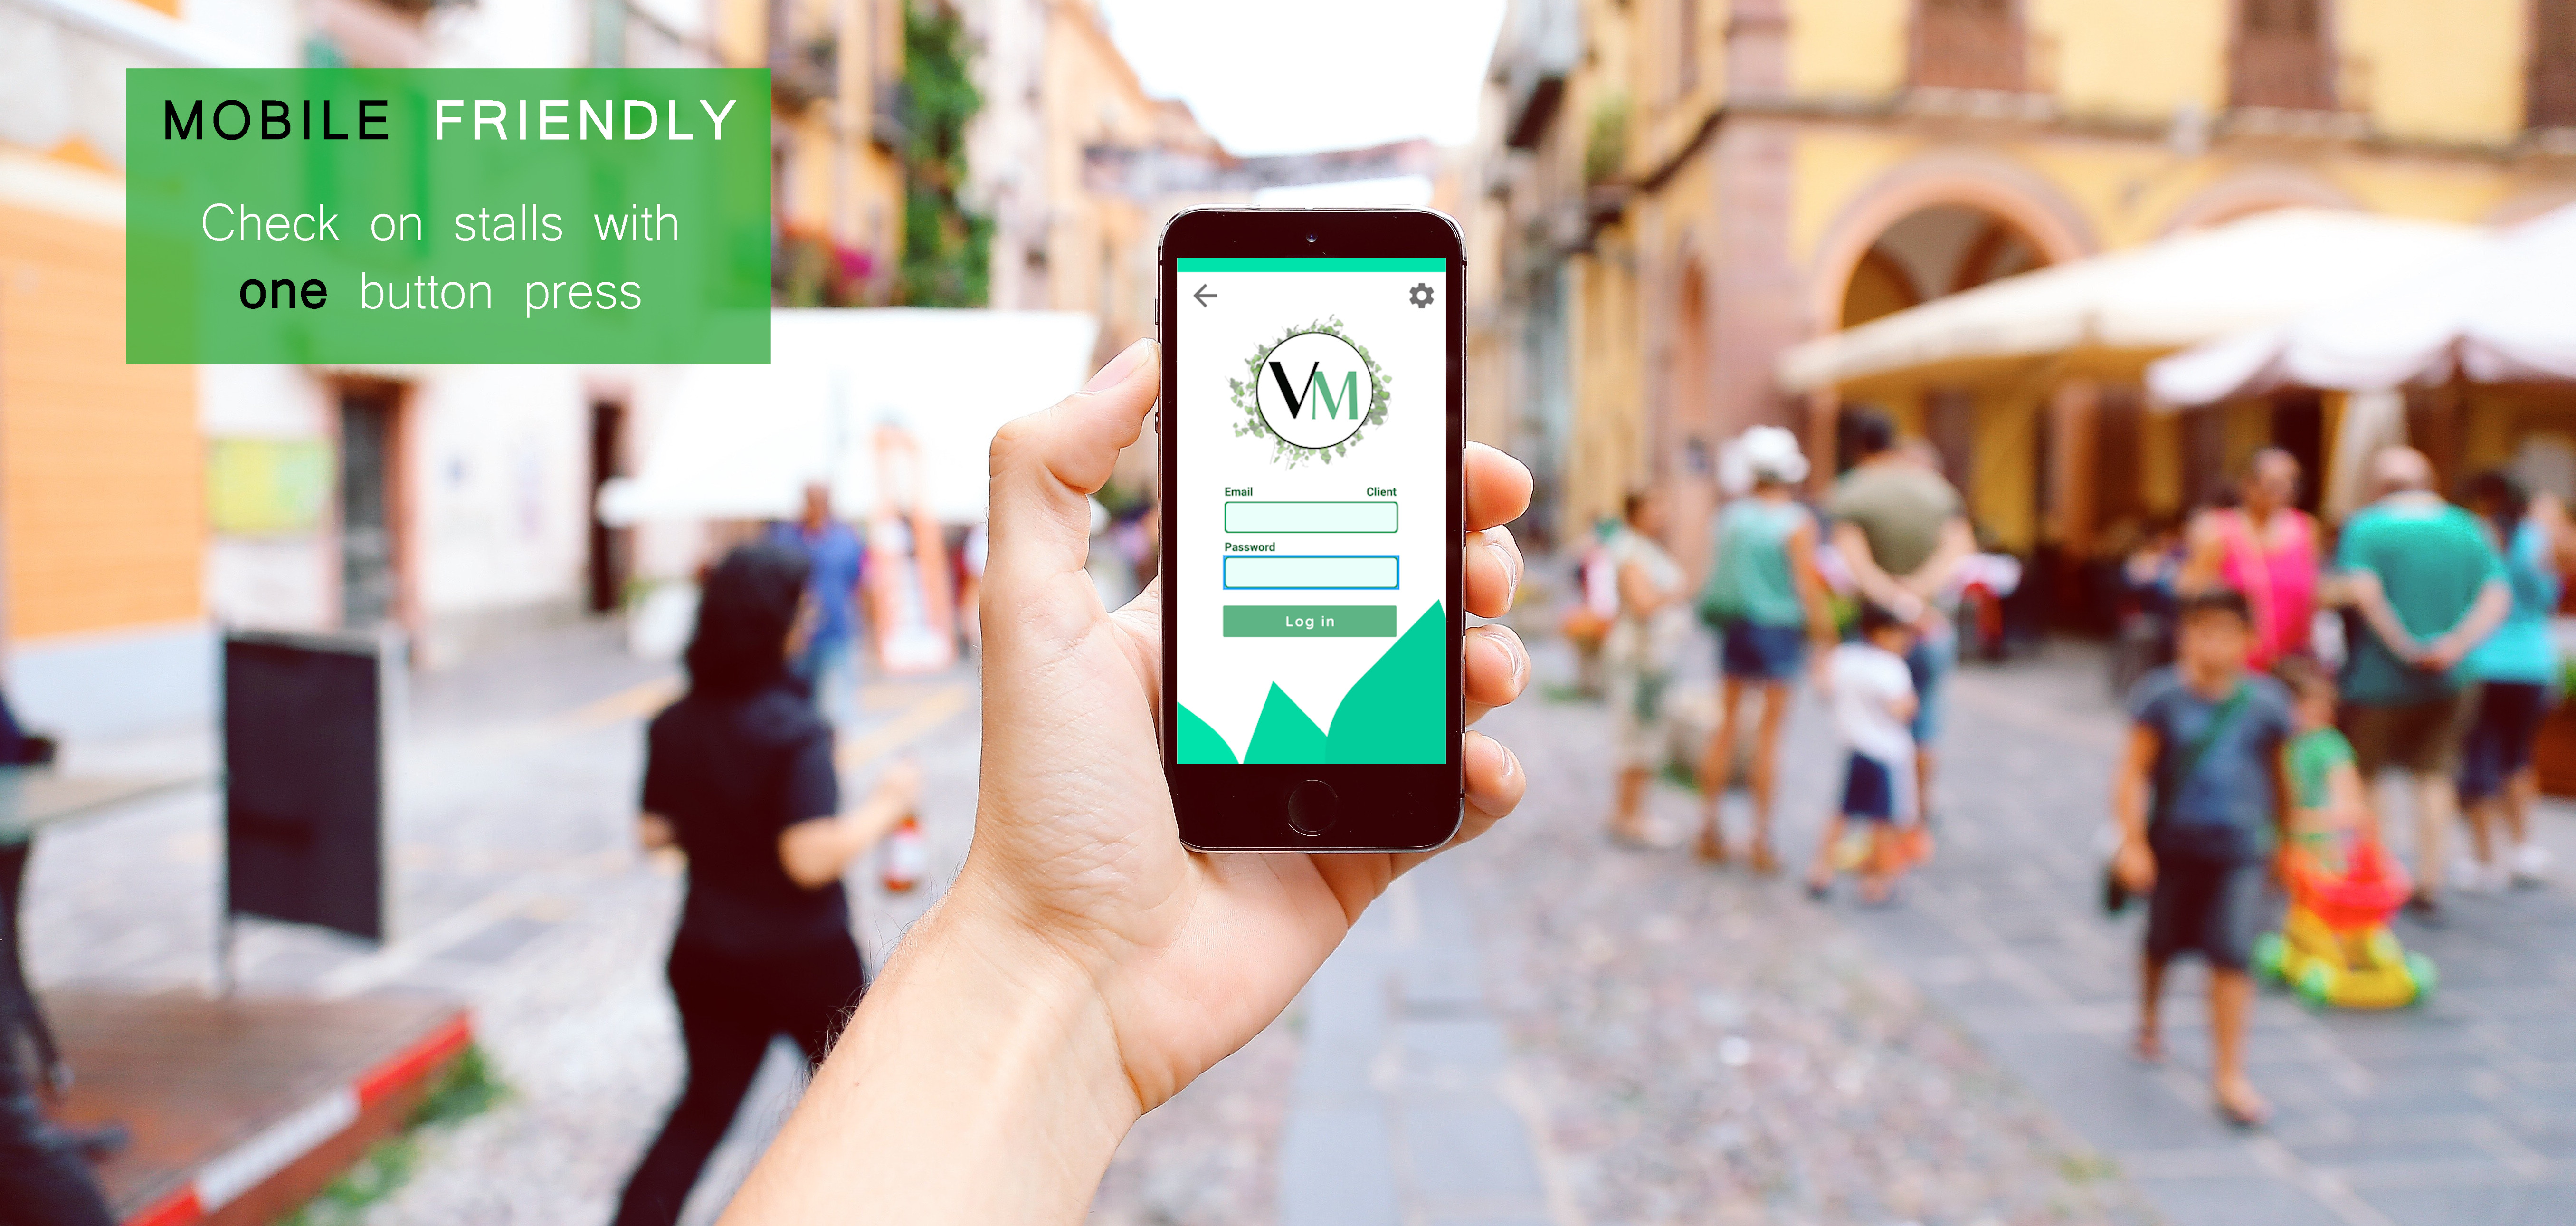 MOBILE FRIENDLY
Check on stalls with
one button press
VM
Email Client
Password
Log in